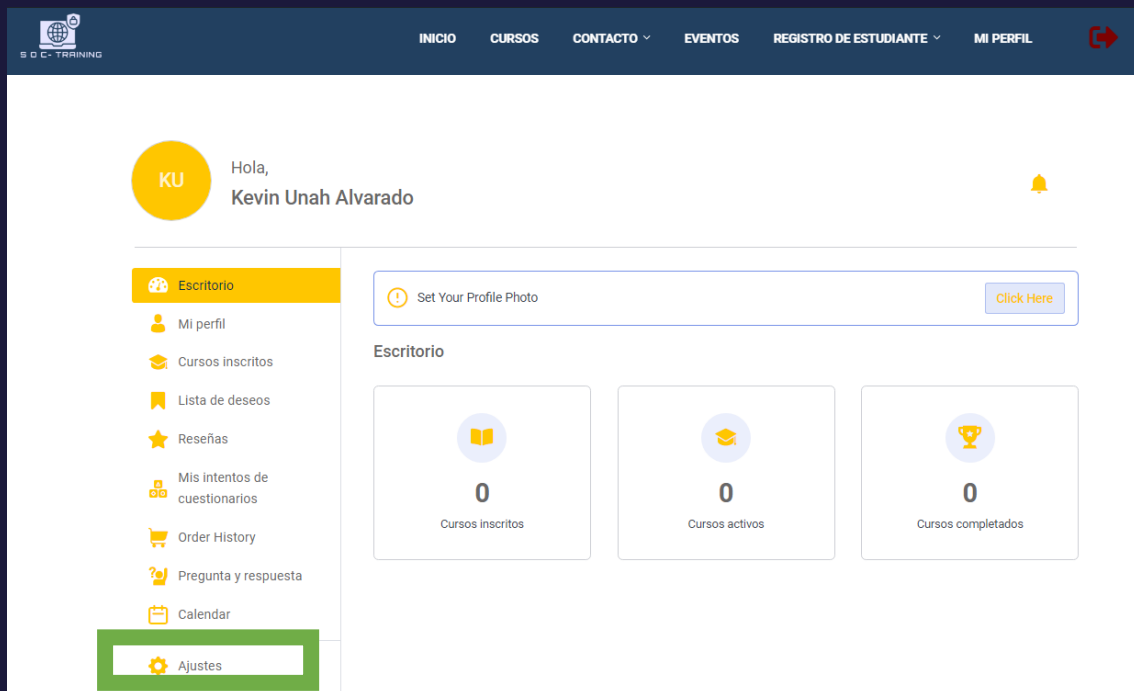 S O C - TRAINING
INICIO CURSOS CONTACTO EVENTOS REGISTRO DE ESTUDIANTE MI PERFIL
KU
Hola,
Kevin Unah Alvarado
Escritorio
Mi perfil
Cursos inscritos
Lista de deseos
Reseñas
Mis intentos de
cuestionarios
Order History
Pregunta y respuesta
Calendar
Ajustes
Set Your Profile Photo
Click Here
Escritorio
0
Cursos inscritos
0
Cursos activos
0
Cursos completados